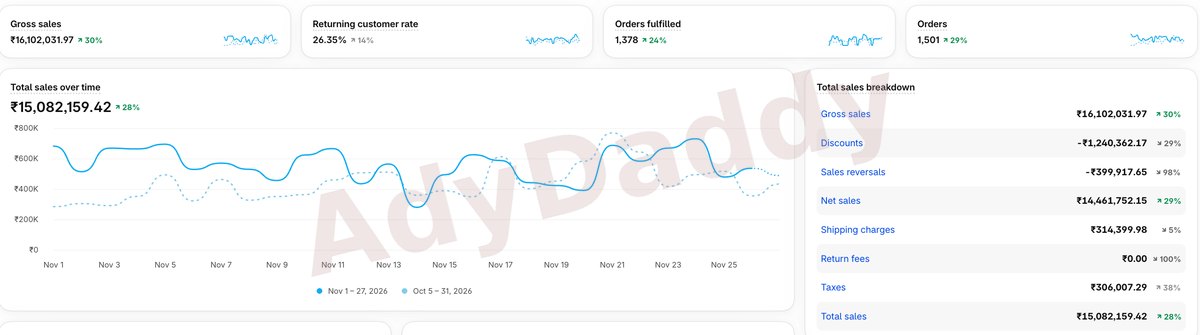 Gross sales
₹16,102,031.97 ↗ 30%
Returning customer rate
26.35% ↗ 14%
Orders fulfilled
1,378 ↗ 24%
Orders
1,501 ↗ 29%
Total sales over time
₹15,082,159.42 ↗ 28%
₹800K
₹600K
₹400K
₹200K
₹0
Nov 1 Nov 3 Nov 5 Nov 7 Nov 9 Nov 11 Nov 13 Nov 15 Nov 17 Nov 19 Nov 21 Nov 23 Nov 25
Nov 1 – 27, 2026 Oct 5 – 31, 2026
Total sales breakdown
Gross sales ₹16,102,031.97 ↗ 30%
Discounts -₹1,240,362.17 ↘ 29%
Sales reversals -₹399,917.65 ↘ 98%
Net sales ₹14,461,752.15 ↗ 29%
Shipping charges ₹314,399.98 ↘ 5%
Return fees ₹0.00 ↘ 100%
Taxes ₹306,007.29 ↗ 38%
Total sales ₹15,082,159.42 ↗ 28%
AdyDaddy